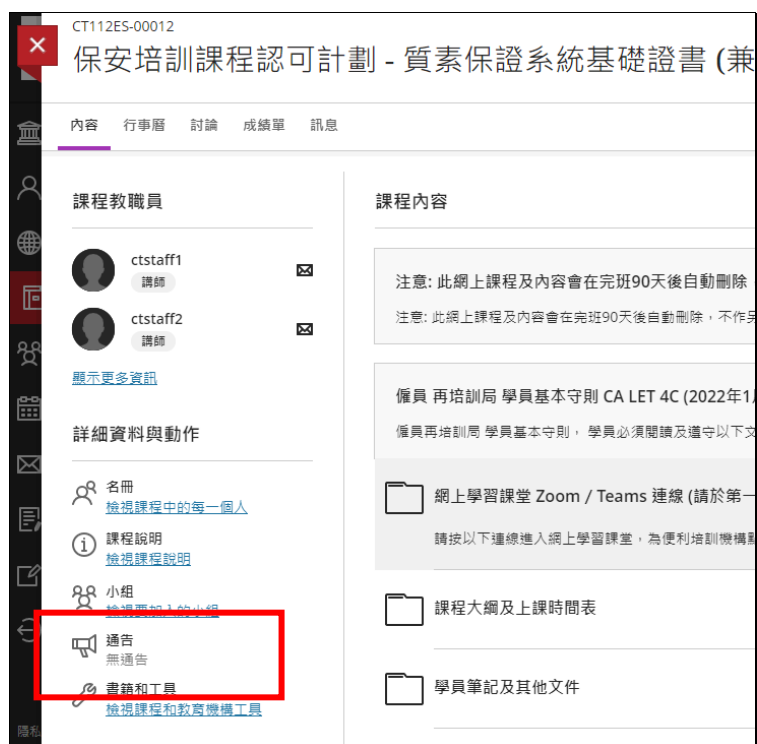 CT112ES-00012
保安培訓課程認可計劃 - 質素保證系統基礎證書 (兼
內容 行事曆 討論 成績單 訊息
課程教職員
ctstaff1
講師
ctstaff2
講師
顯示更多資訊
詳細資料與動作
名冊
檢視課程中的每一個人
課程說明
檢視課程說明
小組
檢視要加入的小組
通告
無通告
書籍和工具
檢視課程和教育機構工具
隱私
課程內容
注意: 此網上課程及內容會在完班90天後自動刪除
注意: 此網上課程及內容會在完班90天後自動刪除，不作另
僱員 再培訓局 學員基本守則 CA LET 4C (2022年1月
僱員再培訓局 學員基本守則， 學員必須閱讀及遵守以下文
網上學習課堂 Zoom / Teams 連線 (請於第一
請按以下連線進入網上學習課堂，為便利培訓機構
課程大綱及上課時間表
學員筆記及其他文件